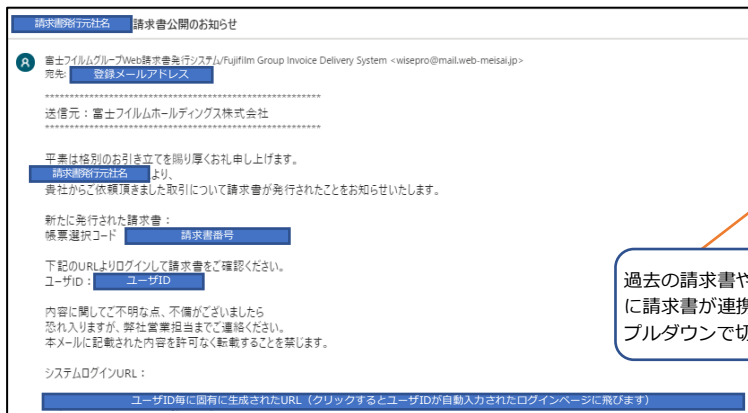 請求書発行元社名 請求書公開のお知らせ
富士フイルムグループWeb請求書発行システム/Fujifilm Group Invoice Delivery System <wisepro@mail.web-meisai.jp>
宛先: 登録メールアドレス
************************************************************
送信元:富士フイルムホールディングス株式会社
************************************************************
平素は格別のお引き立てを賜り厚くお礼申し上げます。
請求書発行元社名 より、
貴社からご依頼頂きました取引について請求書が発行されたことをお知らせいたします。
新たに発行された請求書:
帳票選択コード 請求書番号
下記のURLよりログインして請求書をご確認ください。
ユーザID: ユーザID
内容に関してご不明な点、不備がございましたら
恐れ入りますが、弊社営業担当までご連絡ください。
本メールに記載された内容を許可なく転載することを禁じます。
システムログインURL:
ユーザID毎に固有に生成されたURL(クリックするとユーザIDが自動入力されたログインページに飛びます)
過去の請求書や
に請求書が連携
プルダウンで切